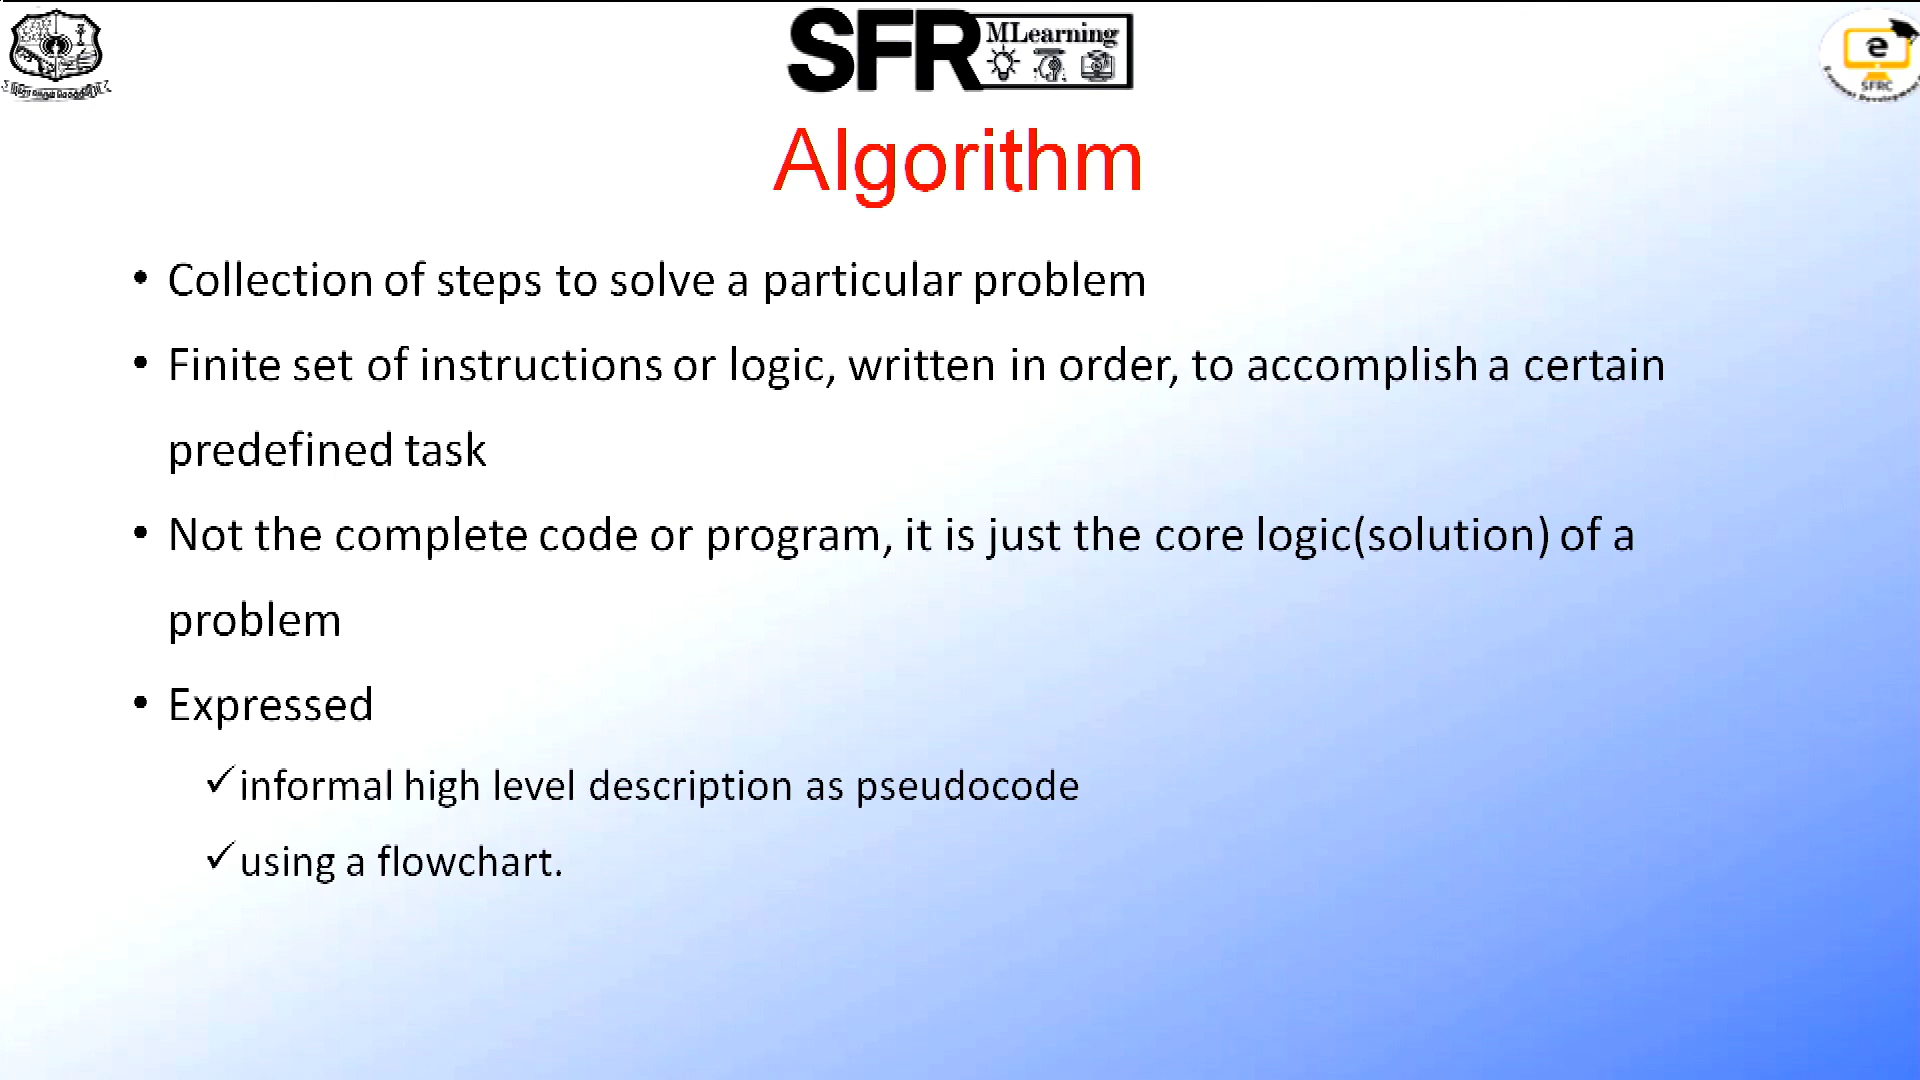 SFR MLearning
Algorithm
• Collection of steps to solve a particular problem
• Finite set of instructions or logic, written in order, to accomplish a certain
predefined task
• Not the complete code or program, it is just the core logic(solution) of a
problem
• Expressed
✓informal high level description as pseudocode
✓using a flowchart.
e
SFRC